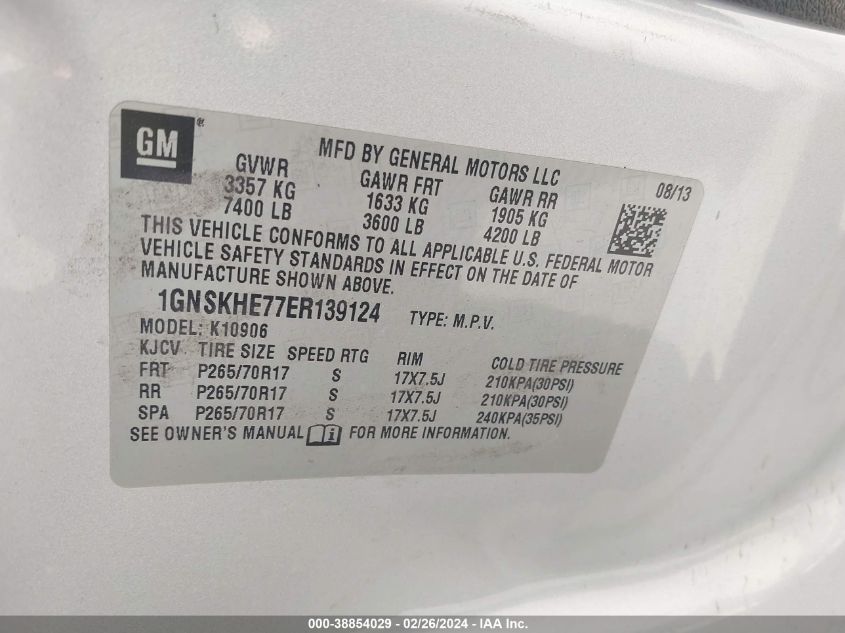 GM®
MFD BY GENERAL MOTORS LLC
08/13
GVWR GAWR FRT GAWR RR
3357 KG 1633 KG 1905 KG
7400 LB 3600 LB 4200 LB
THIS VEHICLE CONFORMS TO ALL APPLICABLE U.S. FEDERAL MOTOR
VEHICLE SAFETY STANDARDS IN EFFECT ON THE DATE OF
MANUFACTURE SHOWN ABOVE.
1GNSKHE77ER139124 TYPE: M.P.V.
MODEL: K10906
KJCV TIRE SIZE SPEED RTG RIM COLD TIRE PRESSURE
FRT P265/70R17 S 17X7.5J 210KPA(30PSI)
RR P265/70R17 S 17X7.5J 210KPA(30PSI)
SPA P265/70R17 S 17X7.5J 240KPA(35PSI)
SEE OWNER'S MANUAL i FOR MORE INFORMATION.
000-38854029 - 02/26/2024 - IAA Inc.